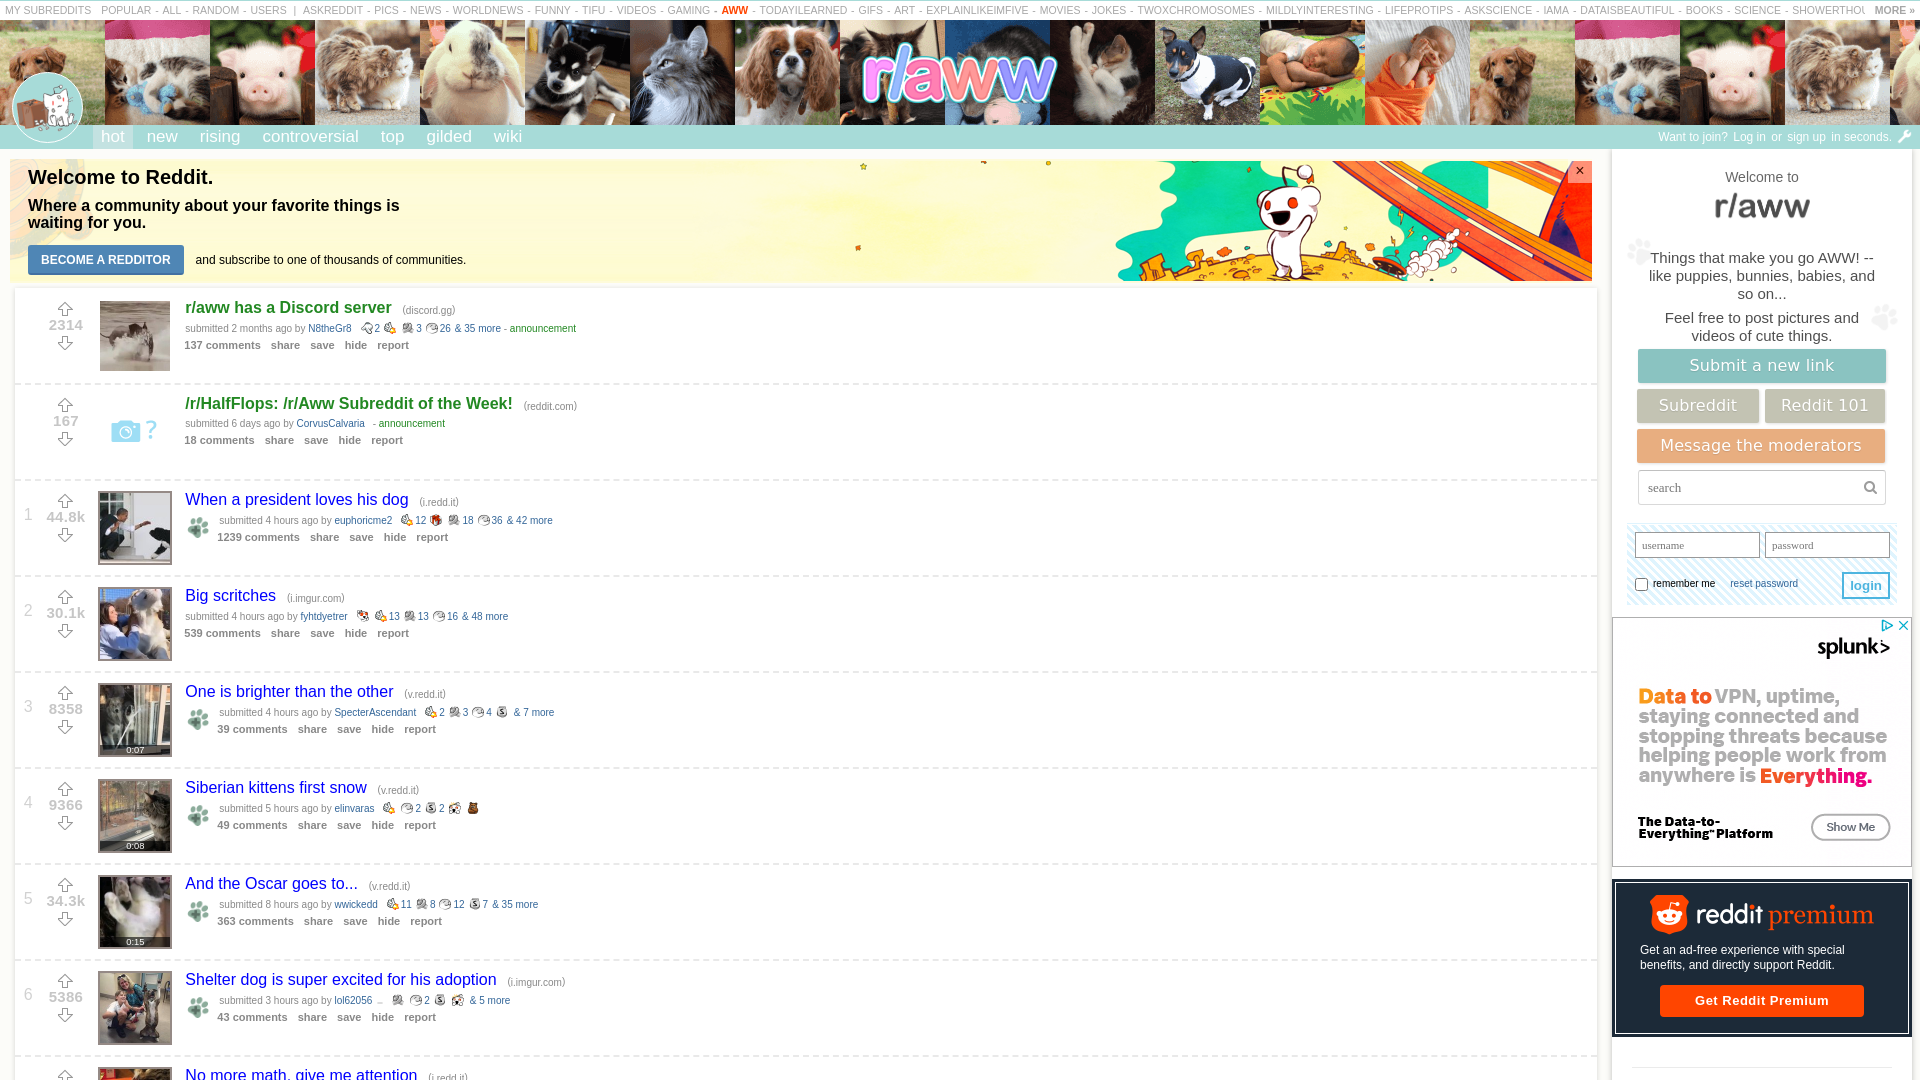 MY SUBREDDITS POPULAR - ALL - RANDOM - USERS | ASKREDDIT - PICS - NEWS - WORLDNEWS - FUNNY - TIFU - VIDEOS - GAMING - AWW - TODAYILEARNED - GIFS - ART - EXPLAINLIKEIMFIVE - MOVIES - JOKES - TWOXCHROMOSOMES - MILDLYINTERESTING - LIFEPROTIPS - ASKSCIENCE - IAMA - DATAISBEAUTIFUL - BOOKS - SCIENCE - SHOWERTHOU MORE »
r/aww
hot new rising controversial top gilded wiki
Want to join? Log in or sign up in seconds.
Welcome to Reddit.
Where a community about your favorite things is
waiting for you.
BECOME A REDDITOR and subscribe to one of thousands of communities.
×
2314
r/aww has a Discord server (discord.gg)
submitted 2 months ago by N8theGr8 2 3 26 & 35 more - announcement
137 comments share save hide report
167
/r/HalfFlops: /r/Aww Subreddit of the Week! (reddit.com)
submitted 6 days ago by CorvusCalvaria - announcement
18 comments share save hide report
1 44.8k
When a president loves his dog (i.redd.it)
submitted 4 hours ago by euphoricme2 12 18 36 & 42 more
1239 comments share save hide report
2 30.1k
Big scritches (i.imgur.com)
submitted 4 hours ago by fyhtdyetrer 13 13 16 & 48 more
539 comments share save hide report
3 8358
0:07
One is brighter than the other (v.redd.it)
submitted 4 hours ago by SpecterAscendant 2 3 4 & 7 more
39 comments share save hide report
4 9366
0:08
Siberian kittens first snow (v.redd.it)
submitted 5 hours ago by elinvaras 2 2
49 comments share save hide report
5 34.3k
0:15
And the Oscar goes to... (v.redd.it)
submitted 8 hours ago by wwickedd 11 8 12 7 & 35 more
363 comments share save hide report
6 5386
Shelter dog is super excited for his adoption (i.imgur.com)
submitted 3 hours ago by lol62056 2 & 5 more
43 comments share save hide report
No more math, give me attention (i.redd.it)
Welcome to
r/aww
Things that make you go AWW! --
like puppies, bunnies, babies, and
so on...
Feel free to post pictures and
videos of cute things.
Submit a new link
Subreddit Reddit 101
Message the moderators
search
username password
remember me reset password login
splunk>
Data to VPN, uptime,
staying connected and
stopping threats because
helping people work from
anywhere is Everything.
The Data-to-
Everything™ Platform
Show Me
reddit premium
Get an ad-free experience with special
benefits, and directly support Reddit.
Get Reddit Premium